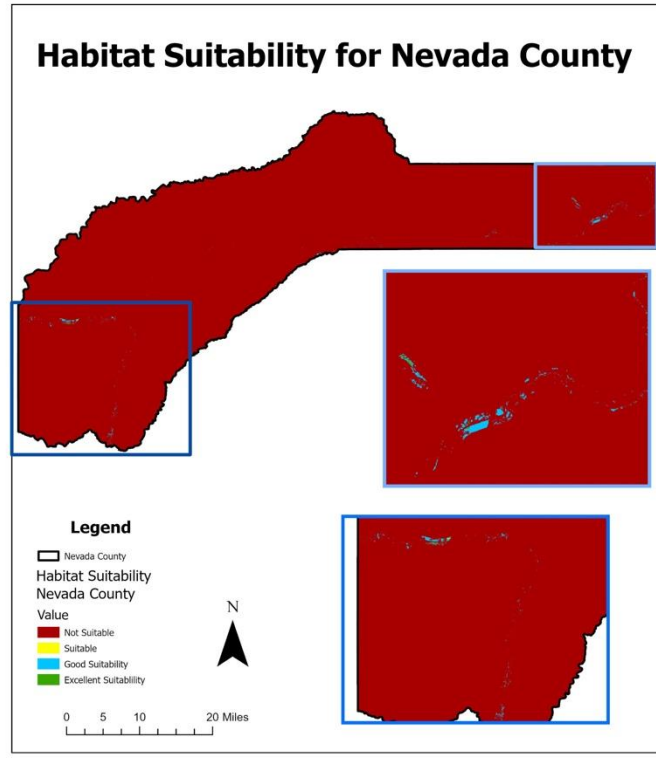 Habitat Suitability for Nevada County
Legend
Nevada County
Habitat Suitability
Nevada County
Value
Not Suitable
Suitable
Good Suitability
Excellent Suitablility
N
0 5 10 20 Miles